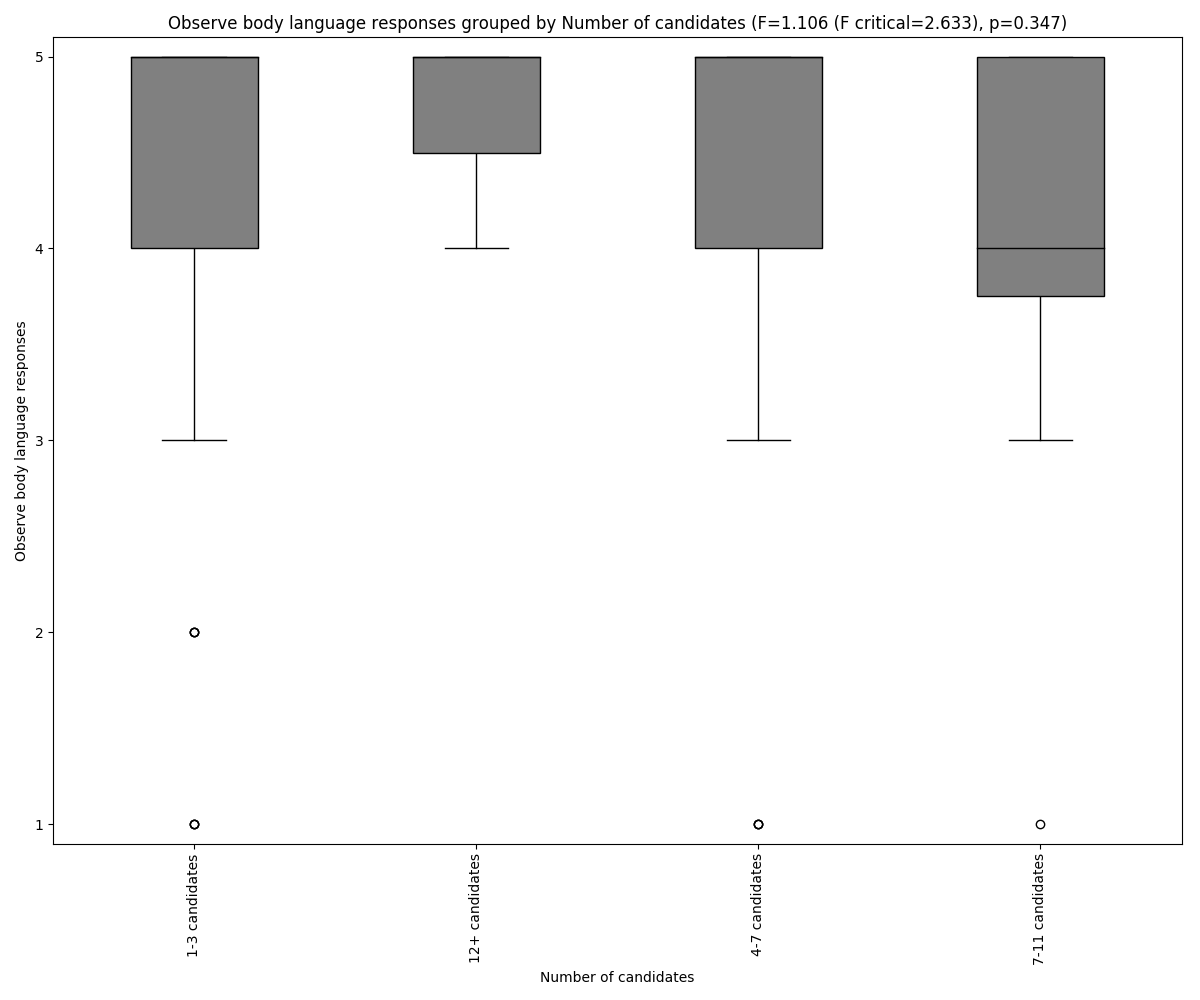 Observe body language responses grouped by Number of candidates (F=1.106 (F critical=2.633), p=0.347)
Observe body language responses
5
4
3
2
1
1-3 candidates
12+ candidates
4-7 candidates
7-11 candidates
Number of candidates